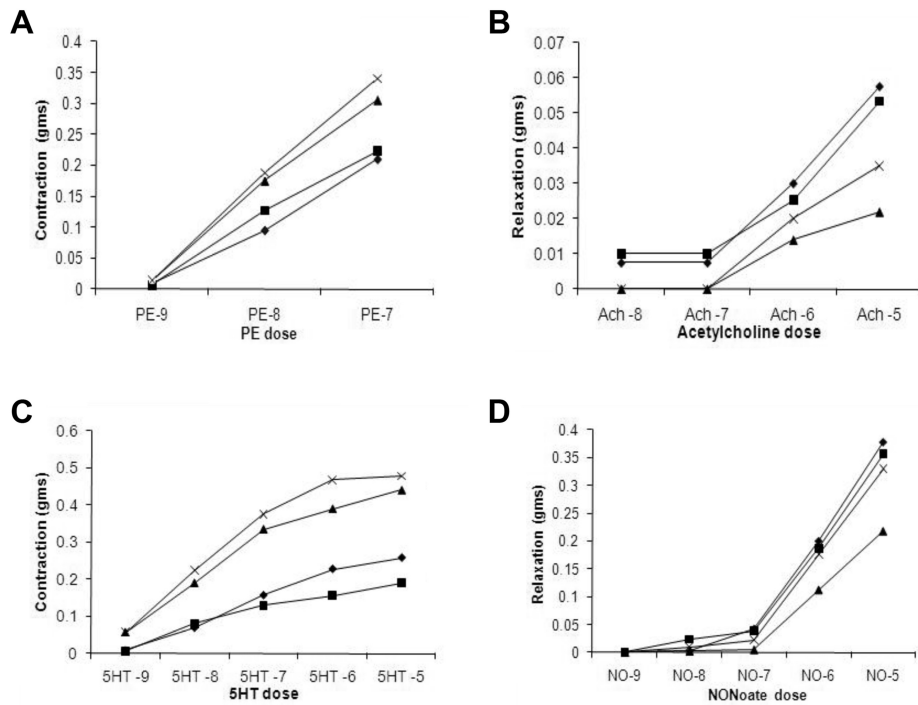 A
Contraction (gms)
0.4
0.35
0.3
0.25
0.2
0.15
0.1
0.05
0
PE-9 PE-8 PE-7
PE dose
B
Relaxation (gms)
0.07
0.06
0.05
0.04
0.03
0.02
0.01
0
Ach -8 Ach -7 Ach -6 Ach -5
Acetylcholine dose
C
Contraction (gms)
0.6
0.5
0.4
0.3
0.2
0.1
0
5HT -9 5HT -8 5HT -7 5HT -6 5HT -5
5HT dose
D
Relaxation (gms)
0.4
0.35
0.3
0.25
0.2
0.15
0.1
0.05
0
NO-9 NO-8 NO-7 NO-6 NO-5
NONoate dose